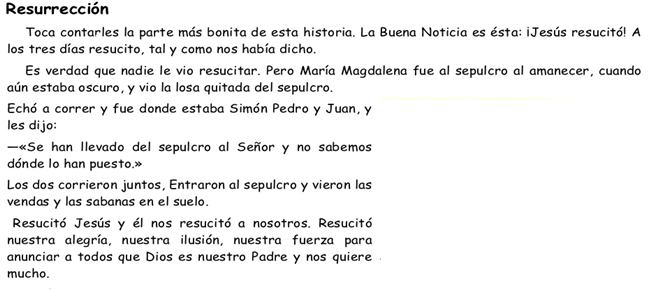 Resurrección
Toca contarles la parte más bonita de esta historia. La Buena Noticia es ésta: ¡Jesús resucitó! A
los tres días resucito, tal y como nos había dicho.
Es verdad que nadie le vio resucitar. Pero María Magdalena fue al sepulcro al amanecer, cuando
aún estaba oscuro, y vio la losa quitada del sepulcro.
Echó a correr y fue donde estaba Simón Pedro y Juan, y
les dijo:
—«Se han llevado del sepulcro al Señor y no sabemos
dónde lo han puesto.»
Los dos corrieron juntos, Entraron al sepulcro y vieron las
vendas y las sabanas en el suelo.
Resucitó Jesús y él nos resucitó a nosotros. Resucitó
nuestra alegría, nuestra ilusión, nuestra fuerza para
anunciar a todos que Dios es nuestro Padre y nos quiere
mucho.